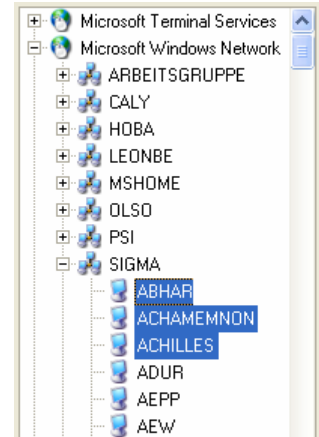 Microsoft Terminal Services
Microsoft Windows Network
ARBEITSGRUPPE
CALY
HOBA
LEONBE
MSHOME
OLSO
PSI
SIGMA
ABHAR
ACHAMEMNON
ACHILLES
ADUR
AEPP
AEW